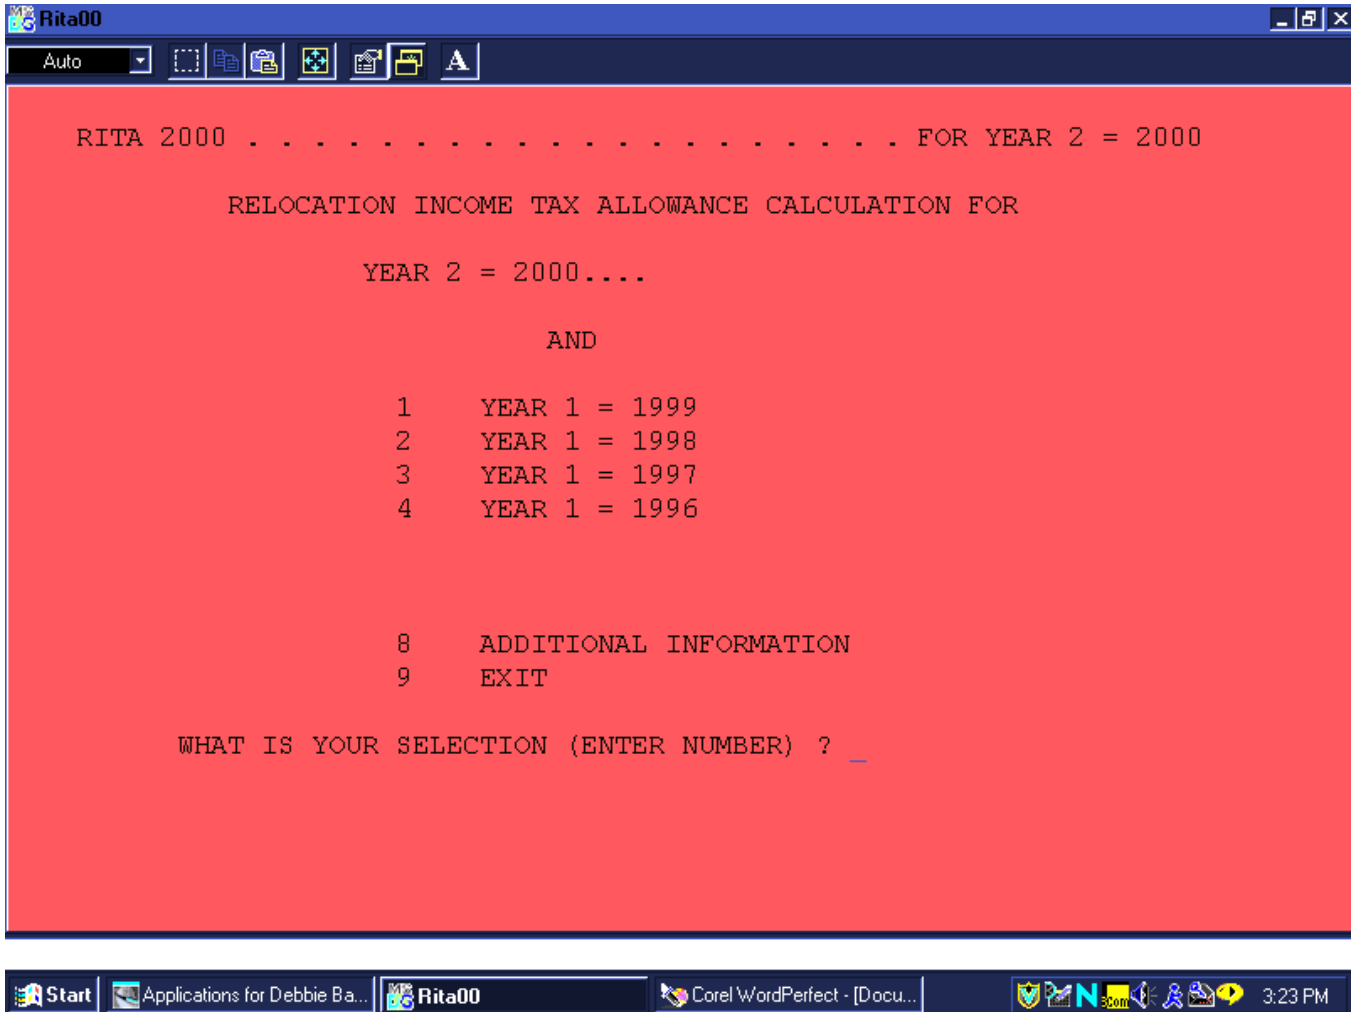 Rita00
Auto
A
RITA 2000 . . . . . . . . . . . . . . . . . . . . FOR YEAR 2 = 2000
RELOCATION INCOME TAX ALLOWANCE CALCULATION FOR
YEAR 2 = 2000....
AND
1 YEAR 1 = 1999
2 YEAR 1 = 1998
3 YEAR 1 = 1997
4 YEAR 1 = 1996
8 ADDITIONAL INFORMATION
9 EXIT
WHAT IS YOUR SELECTION (ENTER NUMBER) ? _
Start Applications for Debbie Ba... Rita00 Corel WordPerfect - [Docu... N 3Com 3:23 PM